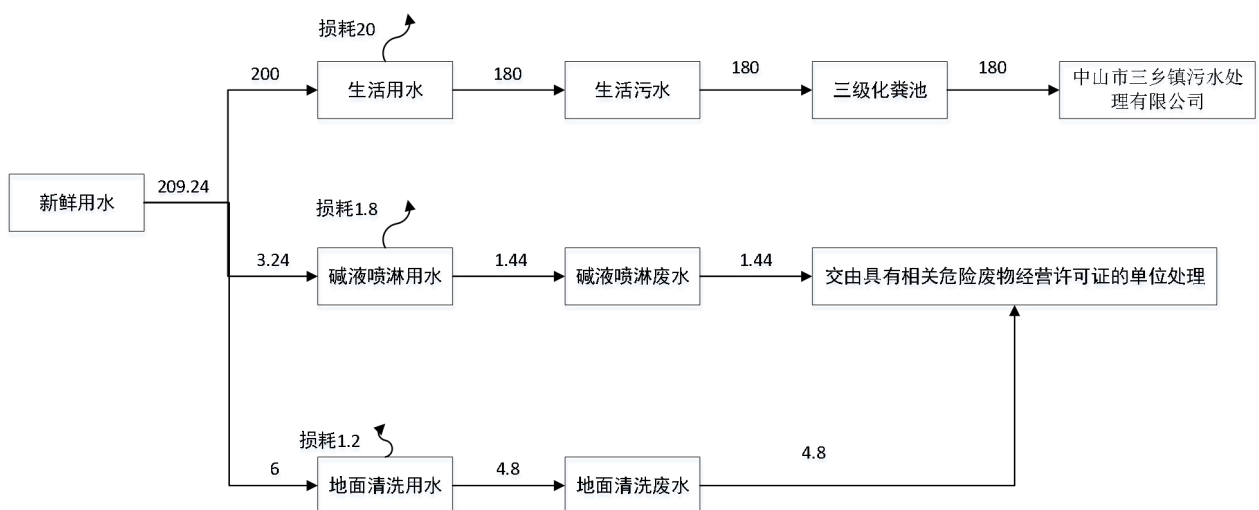 损耗20
200
生活用水
180
生活污水
180
三级化粪池
180
中山市三乡镇污水处
理有限公司
新鲜用水
209.24
损耗1.8
3.24
碱液喷淋用水
1.44
碱液喷淋废水
1.44
交由具有相关危险废物经营许可证的单位处理
损耗1.2
6
地面清洗用水
4.8
地面清洗废水
4.8